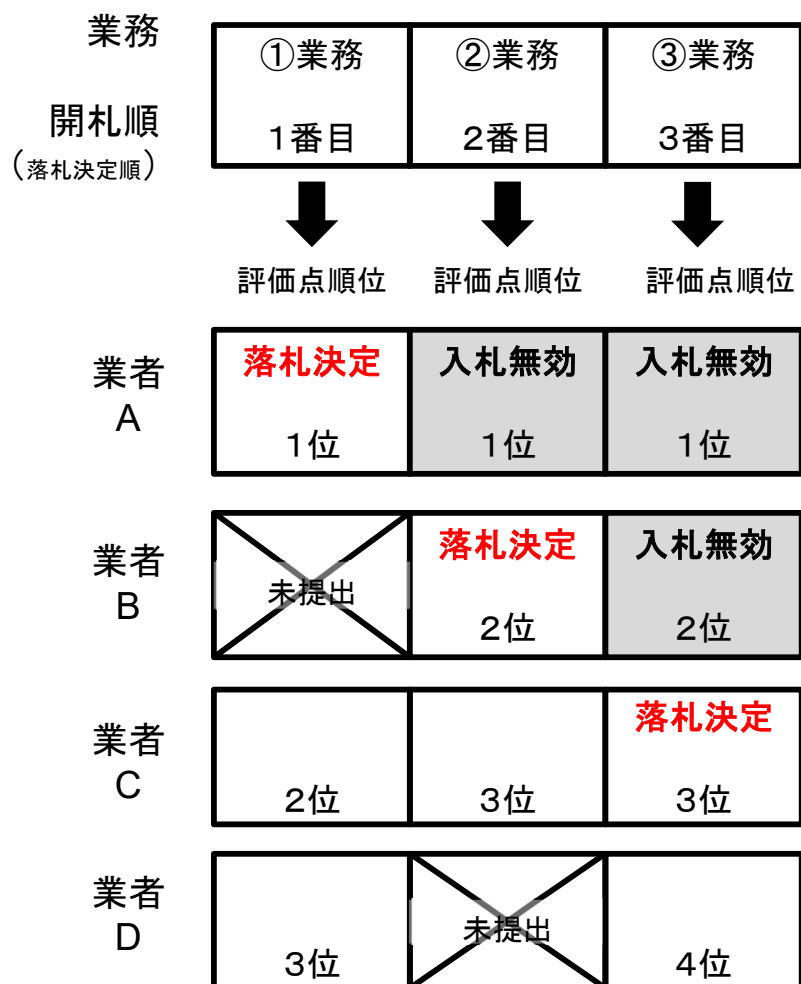 業務
①業務 ②業務 ③業務
開札順
(落札決定順)
1番目 2番目 3番目
評価点順位 評価点順位 評価点順位
業者
A
落札決定 入札無効 入札無効
1位 1位 1位
業者
B
未提出
落札決定 入札無効
2位 2位
業者
C
落札決定
2位 3位 3位
業者
D
未提出
3位 4位